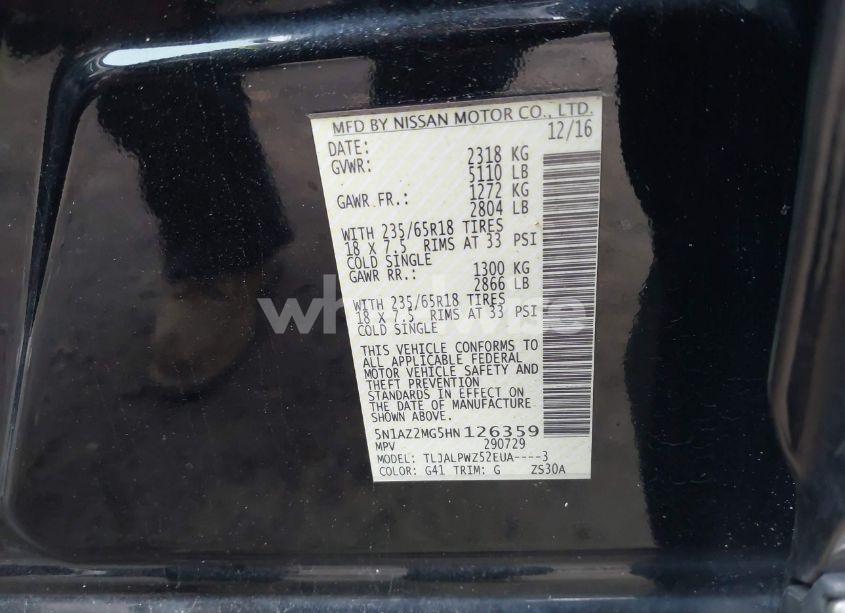 MFD BY NISSAN MOTOR CO., LTD.
DATE: 12/16
GVWR: 2318 KG
5110 LB
GAWR FR.: 1272 KG
2804 LB
WITH 235/65R18 TIRES
18 X 7.5 RIMS AT 33 PSI
COLD SINGLE
GAWR RR.: 1300 KG
2866 LB
WITH 235/65R18 TIRES
18 X 7.5 RIMS AT 33 PSI
COLD SINGLE
THIS VEHICLE CONFORMS TO
ALL APPLICABLE FEDERAL
MOTOR VEHICLE SAFETY AND
THEFT PREVENTION
STANDARDS IN EFFECT ON
THE DATE OF MANUFACTURE
SHOWN ABOVE.
5N1AZ2MG5HN126359
MPV 290729
MODEL: TLJALPWZ52EUA----3
COLOR: G41 TRIM: G ZS30A